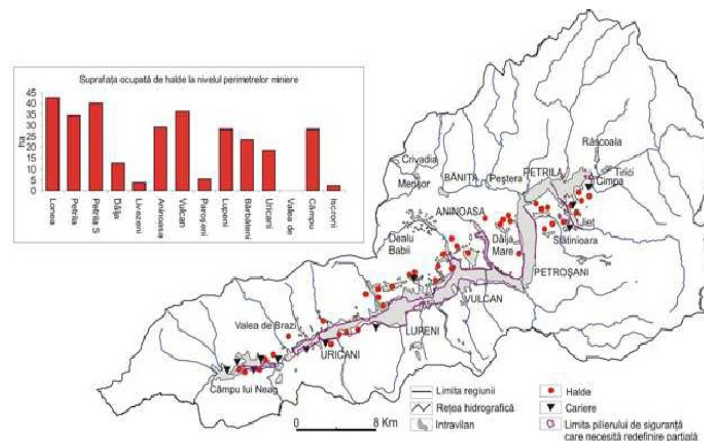 Suprafața ocupată de halde la nivelul perimetrelor miniere
45
40
35
30
25
20
15
10
5
0
ha
Lonea
Petrila
Petrila S
Dâlja
Livezeni
Aninoasa
Vulcan
Paroșeni
Lupeni
Bărbăteni
Uricani
Valea de
Câmpu
Iscroni
Răscoala
Crivadia
Merișor
BĂNIȚA
Peștera
PETRILA
Tirici
Cimpa
ANINOASA
Jieț
Dealu
Babii
Dâlja
Mare
Slătinioara
PETROȘANI
VULCAN
Valea de Brazi
LUPENI
URICANI
Câmpu lui Neag
0
8 Km
Limita regiunii
Rețea hidrografică
Intravilan
Halde
Cariere
Limita pilierului de siguranță
care necesită redefinire parțială